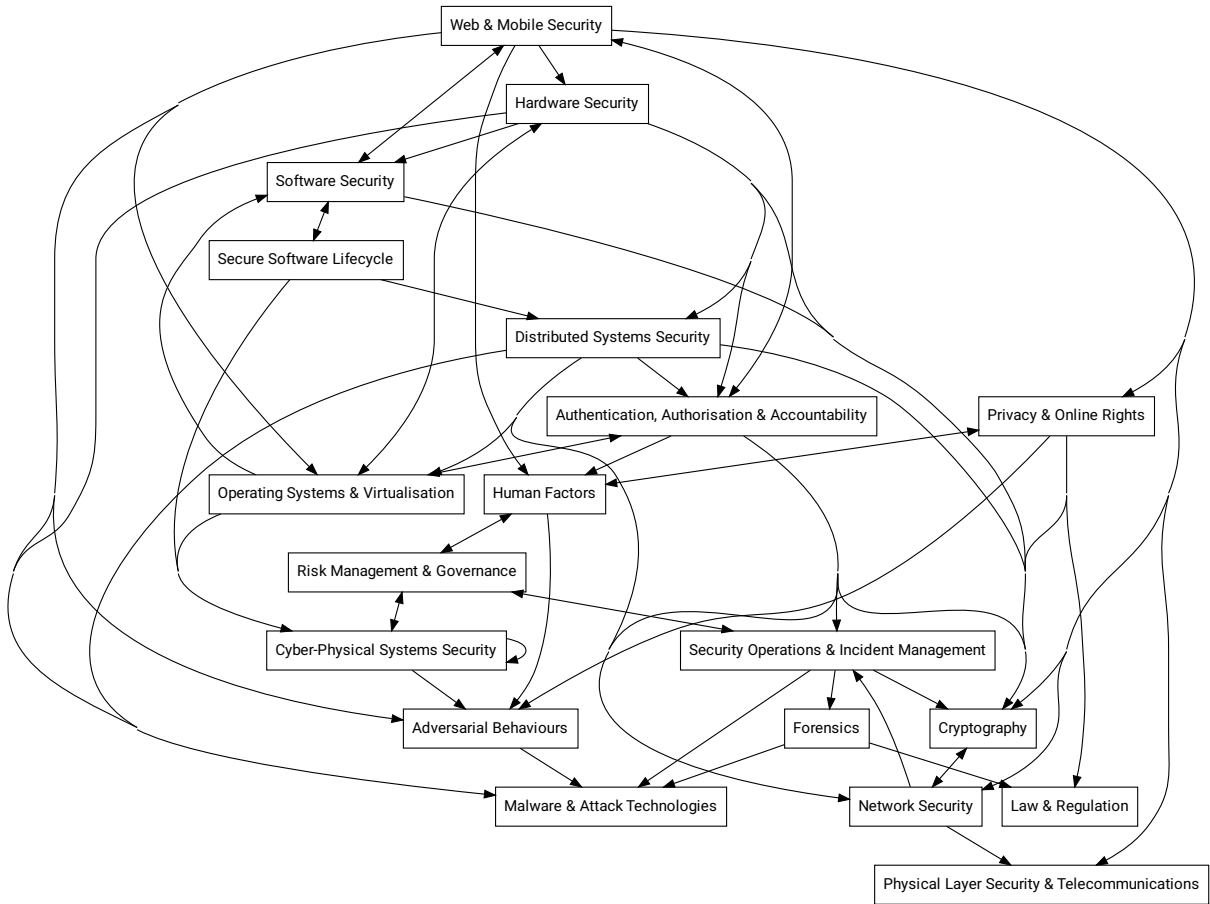 Web & Mobile Security
Hardware Security
Software Security
Secure Software Lifecycle
Distributed Systems Security
Authentication, Authorisation & Accountability
Privacy & Online Rights
Operating Systems & Virtualisation
Human Factors
Risk Management & Governance
Cyber-Physical Systems Security
Security Operations & Incident Management
Adversarial Behaviours
Forensics
Cryptography
Malware & Attack Technologies
Network Security
Law & Regulation
Physical Layer Security & Telecommunications